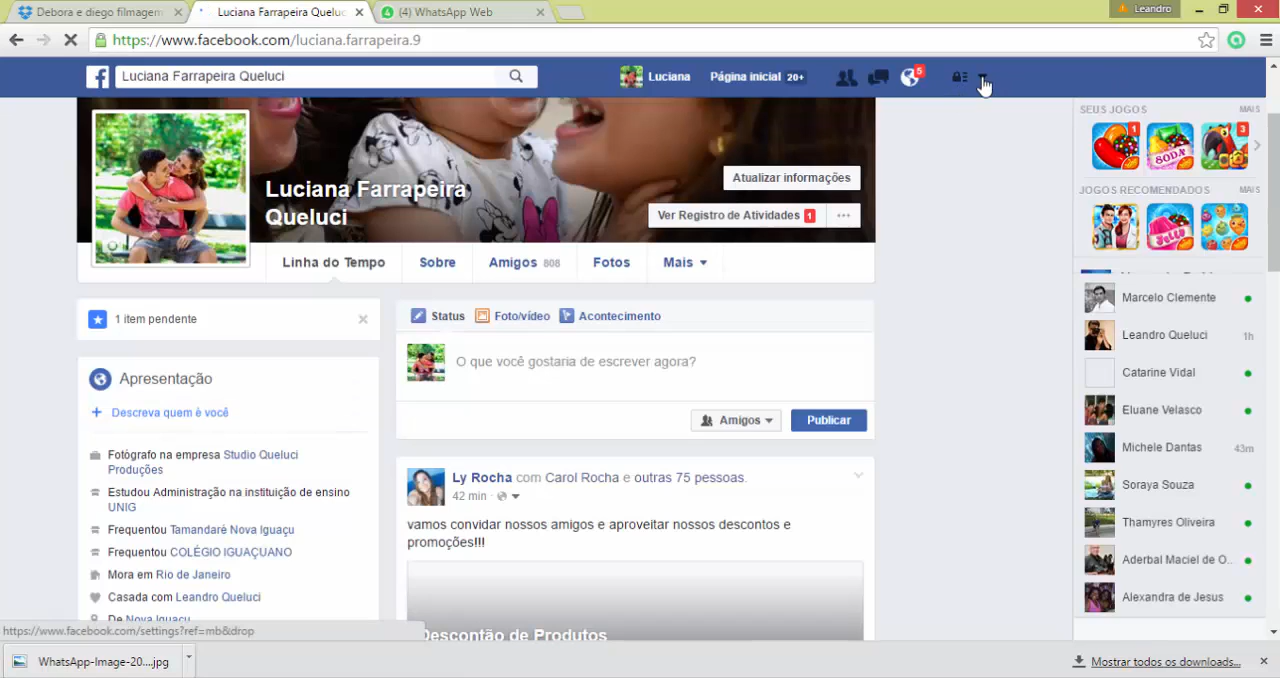 Debora e diego filmagem
Luciana Farrapeira Queluc
(4) WhatsApp Web
Leandro
https://www.facebook.com/luciana.farrapeira.9
Luciana Farrapeira Queluci
Luciana
Página inicial 20+
5
Luciana Farrapeira
Queluci
Atualizar informações
Ver Registro de Atividades 1
Linha do Tempo
Sobre
Amigos 808
Fotos
Mais
1 item pendente
Apresentação
Descreva quem é você
Fotógrafo na empresa Studio Queluci
Produções
Estudou Administração na instituição de ensino
UNIG
Frequentou Tamandaré Nova Iguaçu
Frequentou COLÉGIO IGUAÇUANO
Mora em Rio de Janeiro
Casada com Leandro Queluci
De Nova Iguaçu
https://www.facebook.com/settings?ref=mb&drop
Status
Foto/vídeo
Acontecimento
O que você gostaria de escrever agora?
Amigos
Publicar
Ly Rocha com Carol Rocha e outras 75 pessoas.
42 min
vamos convidar nossos amigos e aproveitar nossos descontos e
promoções!!!
Descontão de Produtos
SEUS JOGOS
MAIS
1
SODA
3
JOGOS RECOMENDADOS
MAIS
JELLY
Marcelo Clemente
Leandro Queluci 1h
Catarine Vidal
Eluane Velasco
Michele Dantas 43m
Soraya Souza
Thamyres Oliveira
Aderbal Maciel de O...
Alexandra de Jesus
WhatsApp-Image-20....jpg
Mostrar todos os downloads...